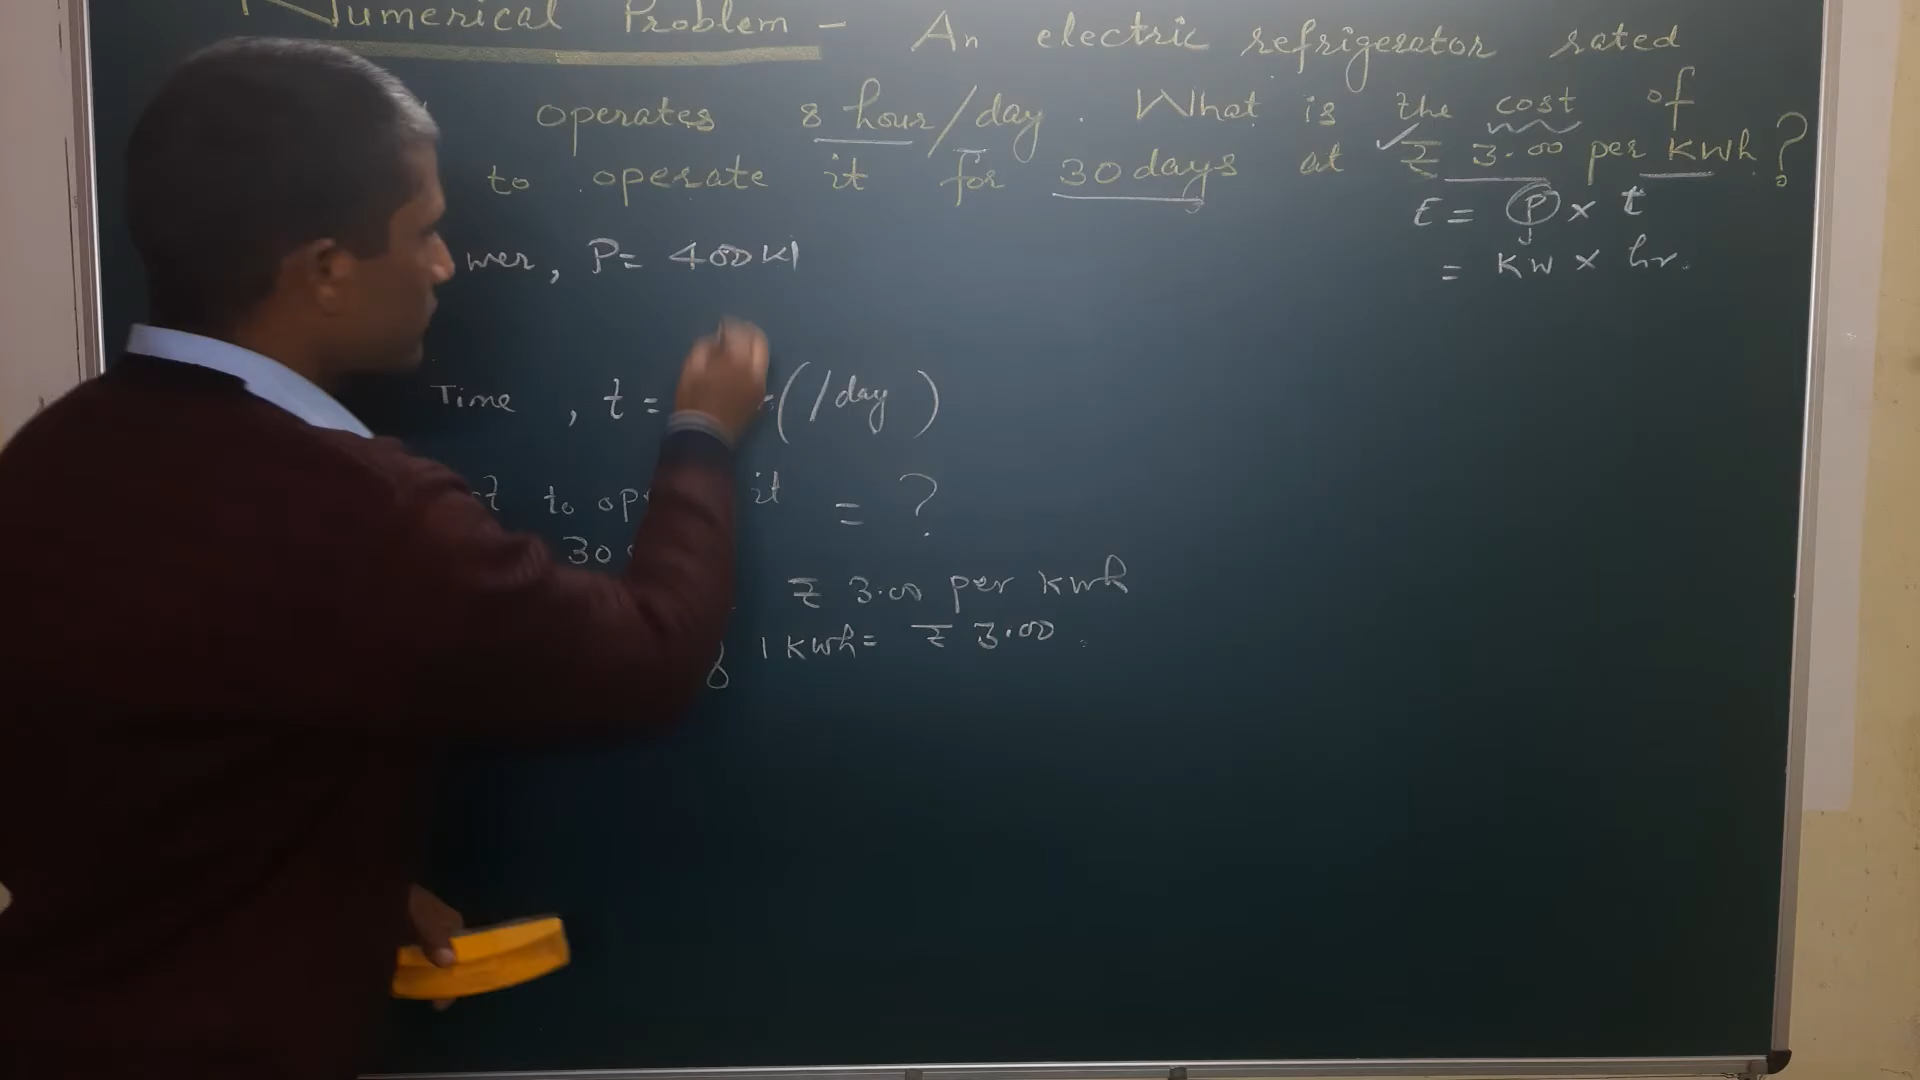 Numerical Problem - An electric refrigerator rated
operates 8 hour/day. What is the cost of
to operate it for 30 days at ₹ 3.00 per kWh?
E = P × t
= KW × hr.
wer, P= 400
Time, t = (/day)
to it = ?
30
₹ 3.00 per kwh
1 Kwh= ₹ 3.00